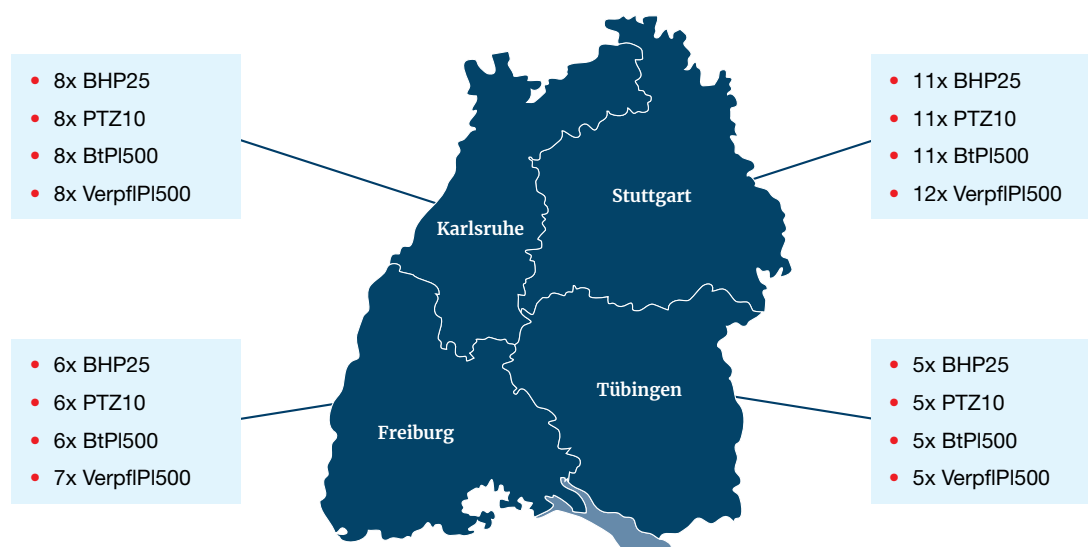 • 8x BHP25
• 8x PTZ10
• 8x BtPl500
• 8x VerpflPl500
• 11x BHP25
• 11x PTZ10
• 11x BtPl500
• 12x VerpflPl500
Stuttgart
Karlsruhe
• 6x BHP25
• 6x PTZ10
• 6x BtPl500
• 7x VerpflPl500
Tübingen
Freiburg
• 5x BHP25
• 5x PTZ10
• 5x BtPl500
• 5x VerpflPl500